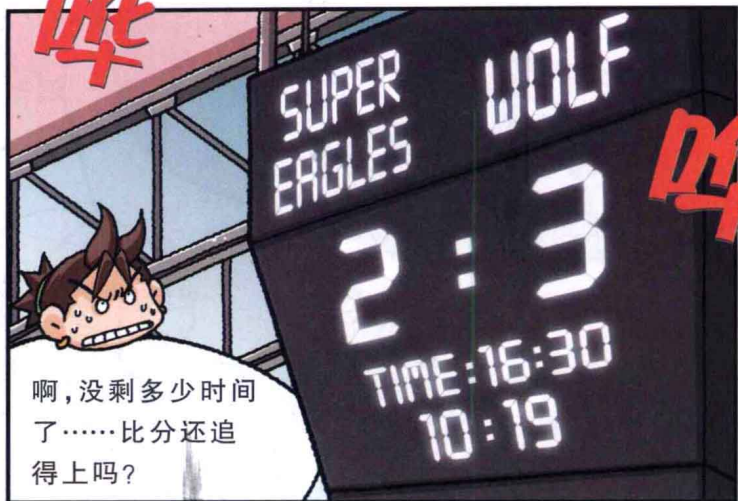 哗
SUPER
EAGLES
WOLF
2:3
哗
TIME:16:30
10:19
啊,没剩多少时间
了……比分还追
得上吗?